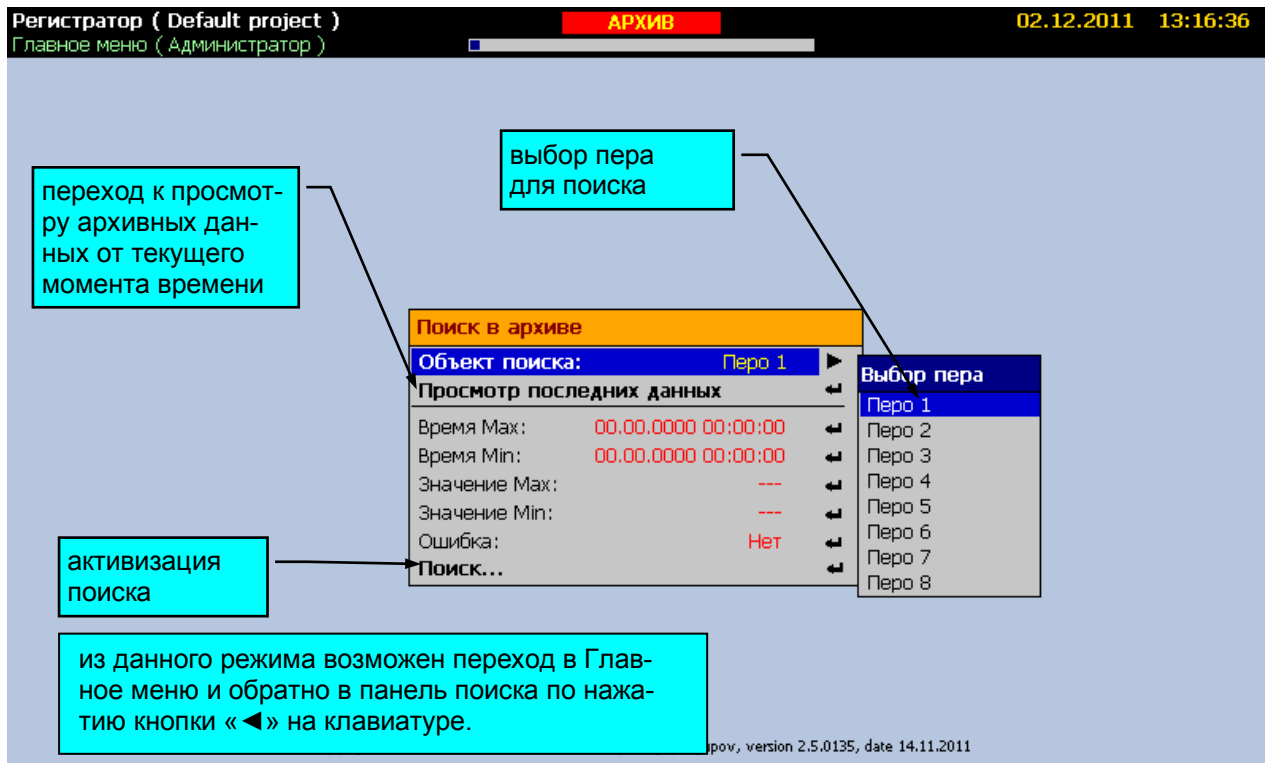 Регистратор ( Default project )
АРХИВ
02.12.2011 13:16:36
Главное меню ( Администратор )
выбор пера
для поиска
переход к просмот-
ру архивных дан-
ных от текущего
момента времени
Поиск в архиве
Объект поиска: Перо 1
Просмотр последних данных
Время Max: 00.00.0000 00:00:00
Время Min: 00.00.0000 00:00:00
Значение Max: ---
Значение Min: ---
Ошибка: Нет
Поиск...
Выбор пера
Перо 1
Перо 2
Перо 3
Перо 4
Перо 5
Перо 6
Перо 7
Перо 8
активизация
поиска
из данного режима возможен переход в Глав-
ное меню и обратно в панель поиска по нажа-
тию кнопки «◄» на клавиатуре.
version 2.5.0135, date 14.11.2011